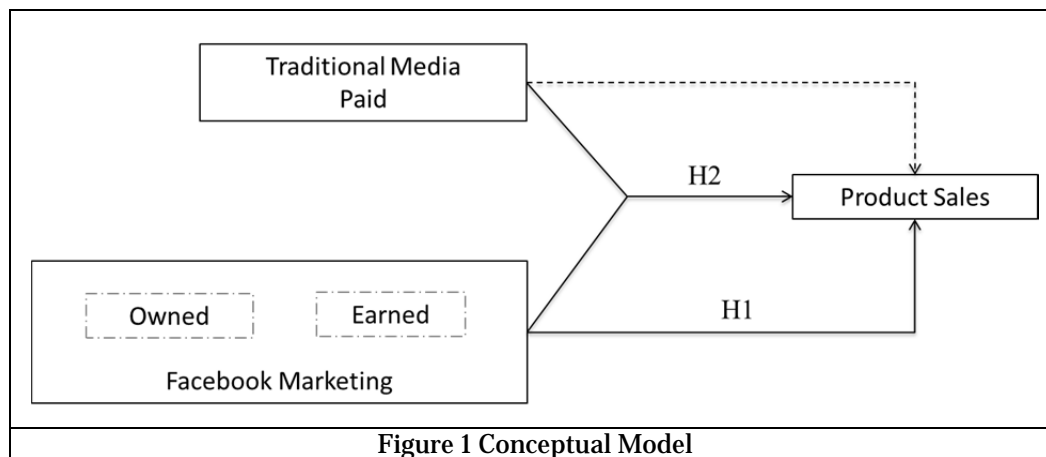 Traditional Media
Paid
H2
Product Sales
Owned
Earned
H1
Facebook Marketing
Figure 1 Conceptual Model